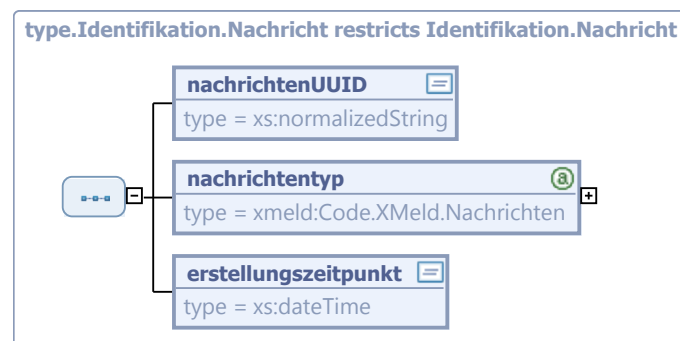 type.Identifikation.Nachricht restricts Identifikation.Nachricht
nachrichtenUUID
type = xs:normalizedString
nachrichtentyp
type = xmeld:Code.XMeld.Nachrichten
erstellungszeitpunkt
type = xs:dateTime